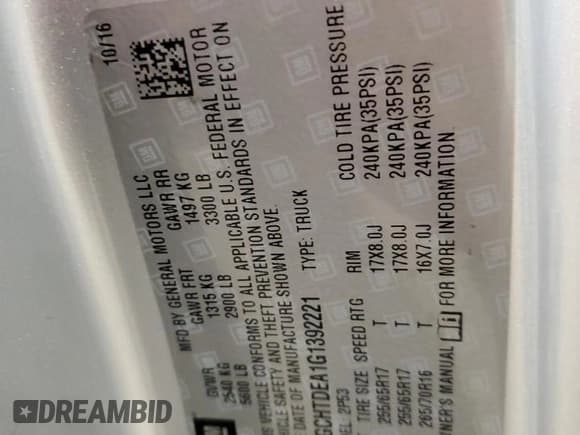 10/16
MFD BY GENERAL MOTORS LLC
GVWR GAWR FRT GAWR RR
2540 KG 1315 KG 1497 KG
5600 LB 2900 LB 3300 LB
VEHICLE CONFORMS TO ALL APPLICABLE U.S. FEDERAL MOTOR
VEHICLE SAFETY AND THEFT PREVENTION STANDARDS IN EFFECT ON
DATE OF MANUFACTURE SHOWN ABOVE.
GCHTDEA1G1392221 TYPE: TRUCK
2P53
TIRE SIZE SPEED RTG RIM COLD TIRE PRESSURE
255/65R17 T 17X8.0J 240KPA(35PSI)
255/65R17 T 17X8.0J 240KPA(35PSI)
265/70R16 T 16X7.0J 240KPA(35PSI)
MANUAL FOR MORE INFORMATION
GM
DREAMBID